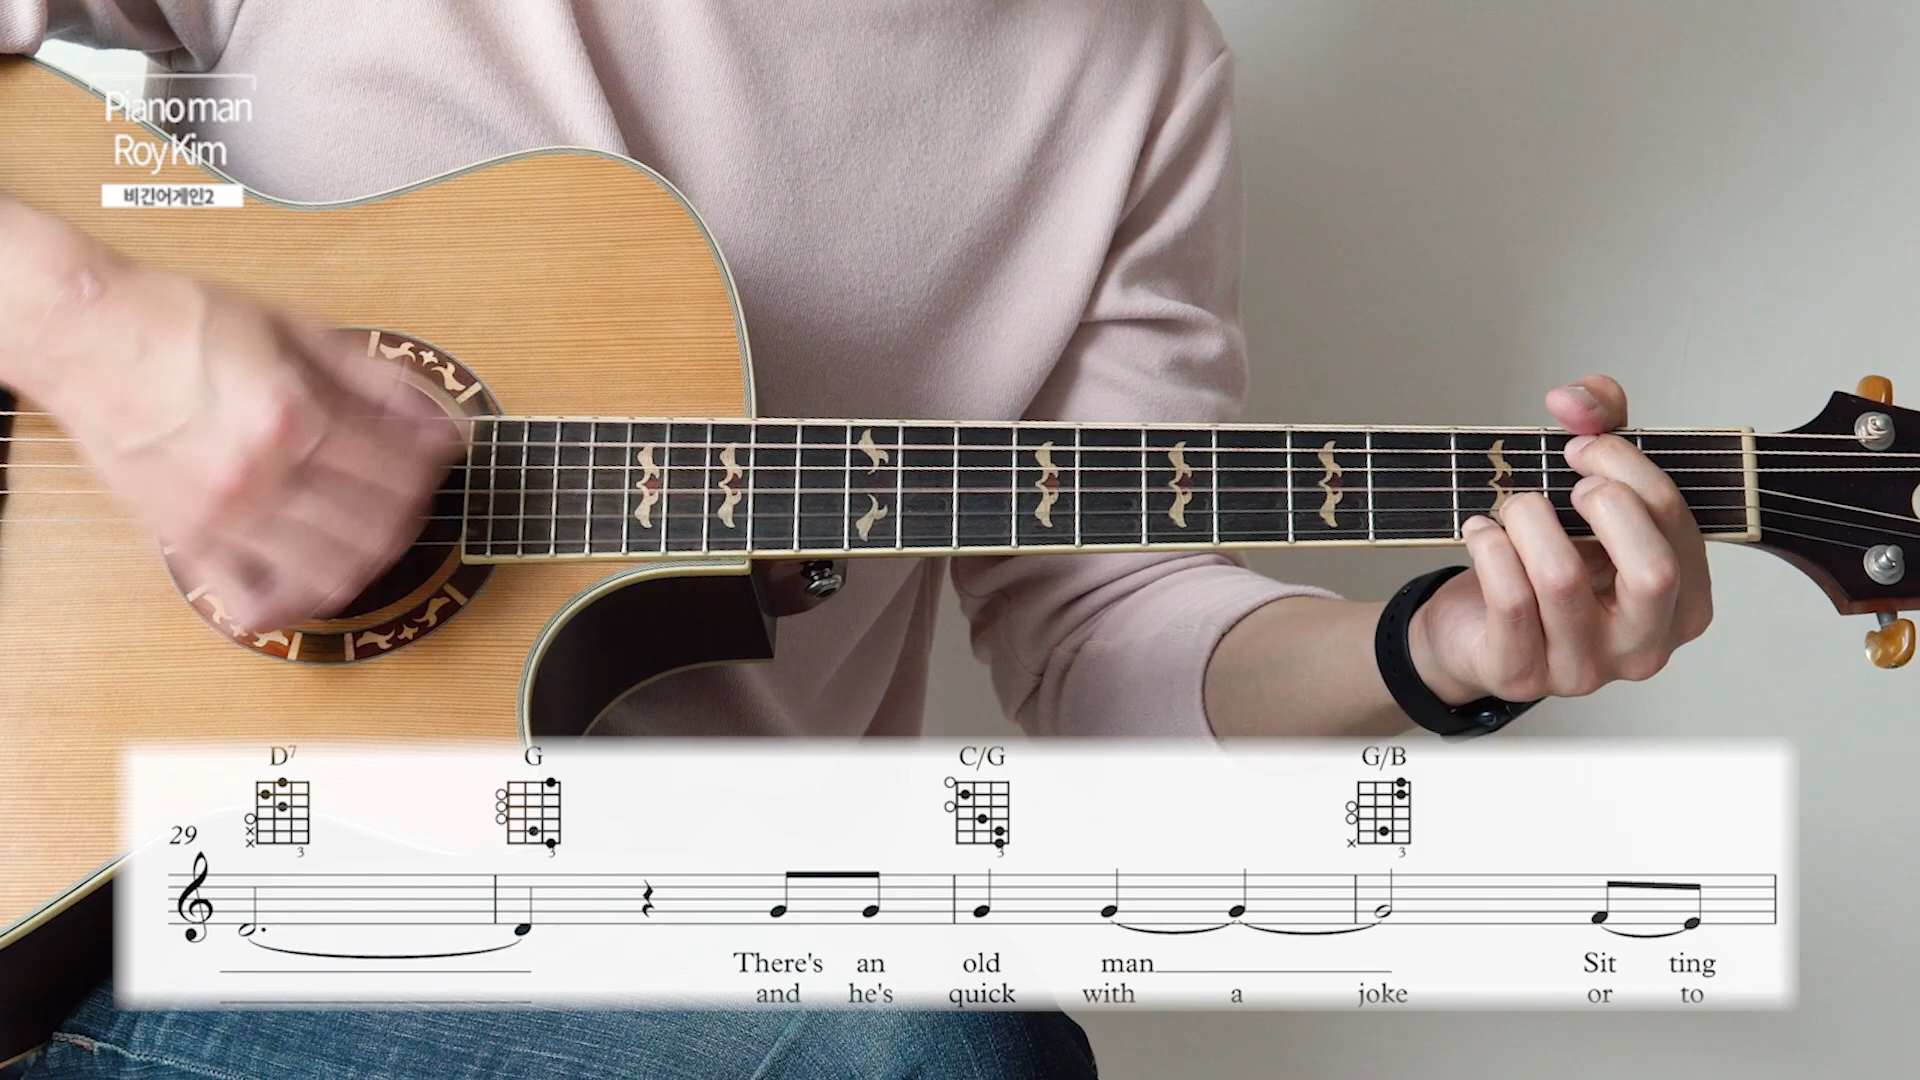 Piano man
Roy Kim
비긴어게인2
D7 G C/G G/B
3 3 3 3
29
There's an old man Sit ting
and he's quick with a joke or to